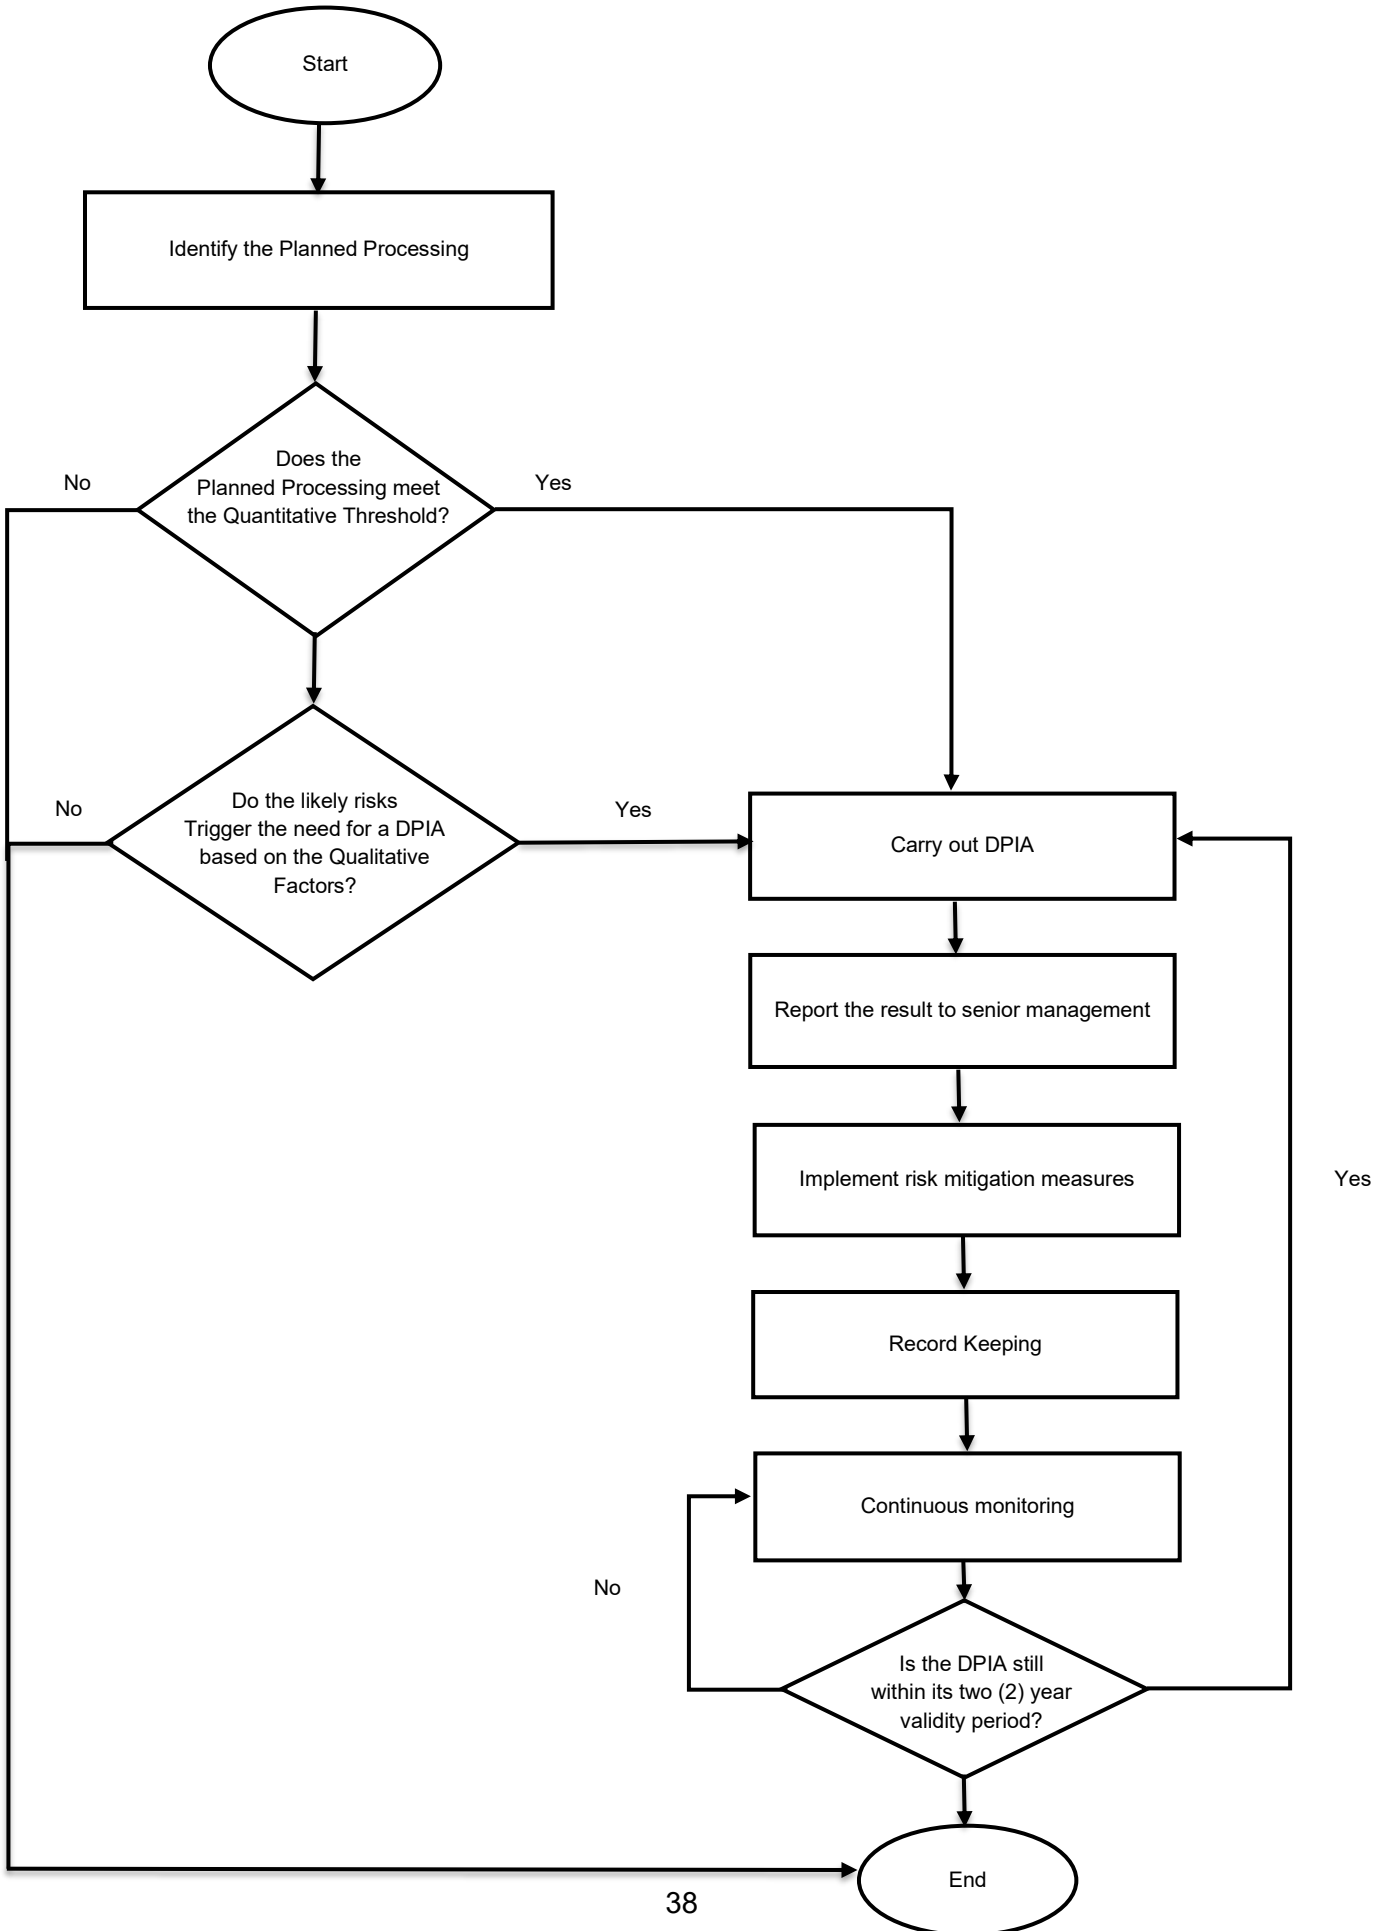 Start
Identify the Planned Processing
Does the
Planned Processing meet
the Quantitative Threshold?
No
Yes
Do the likely risks
Trigger the need for a DPIA
based on the Qualitative
Factors?
No
Yes
Carry out DPIA
Report the result to senior management
Implement risk mitigation measures
Yes
Record Keeping
Continuous monitoring
No
Is the DPIA still
within its two (2) year
validity period?
End
38